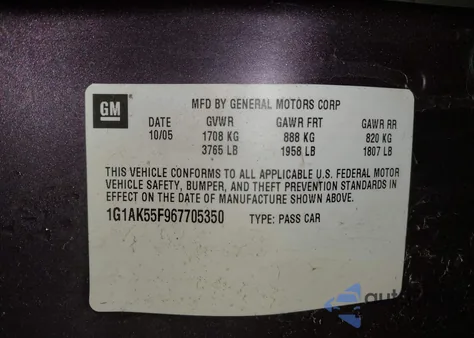 GM
MFD BY GENERAL MOTORS CORP
DATE GVWR GAWR FRT GAWR RR
10/05 1708 KG 888 KG 820 KG
3765 LB 1958 LB 1807 LB
THIS VEHICLE CONFORMS TO ALL APPLICABLE U.S. FEDERAL MOTOR
VEHICLE SAFETY, BUMPER, AND THEFT PREVENTION STANDARDS IN
EFFECT ON THE DATE OF MANUFACTURE SHOWN ABOVE.
1G1AK55F967705350 TYPE: PASS CAR